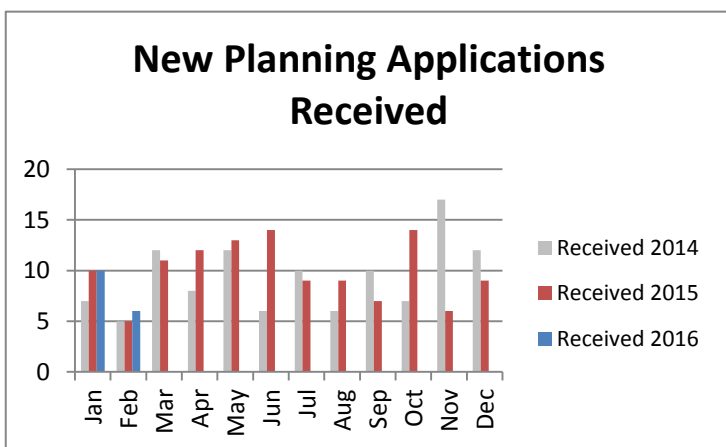 New Planning Applications
Received
20
15
10
5
0
Jan
Feb
Mar
Apr
May
Jun
Jul
Aug
Sep
Oct
Nov
Dec
Received 2014
Received 2015
Received 2016